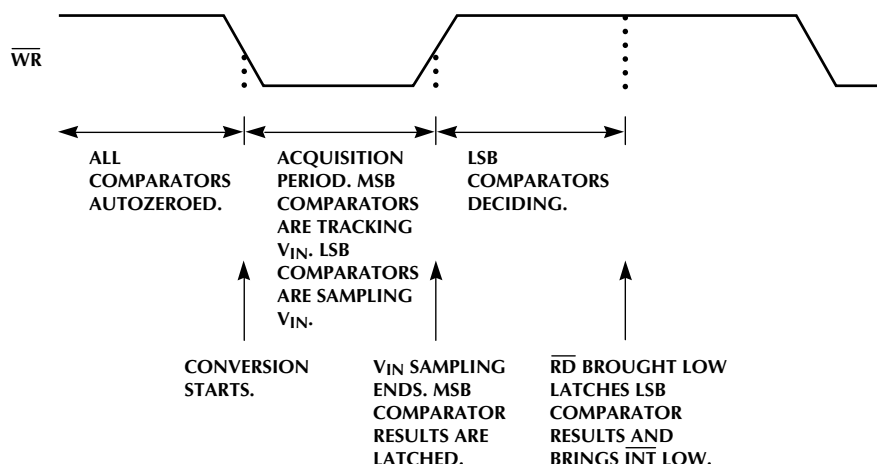 WR
ALL
COMPARATORS
AUTOZEROED.
ACQUISITION
PERIOD. MSB
COMPARATORS
ARE TRACKING
VIN. LSB
COMPARATORS
ARE SAMPLING
VIN.
LSB
COMPARATORS
DECIDING.
CONVERSION
STARTS.
VIN SAMPLING
ENDS. MSB
COMPARATOR
RESULTS ARE
LATCHED.
RD BROUGHT LOW
LATCHES LSB
COMPARATOR
RESULTS AND
BRINGS INT LOW.